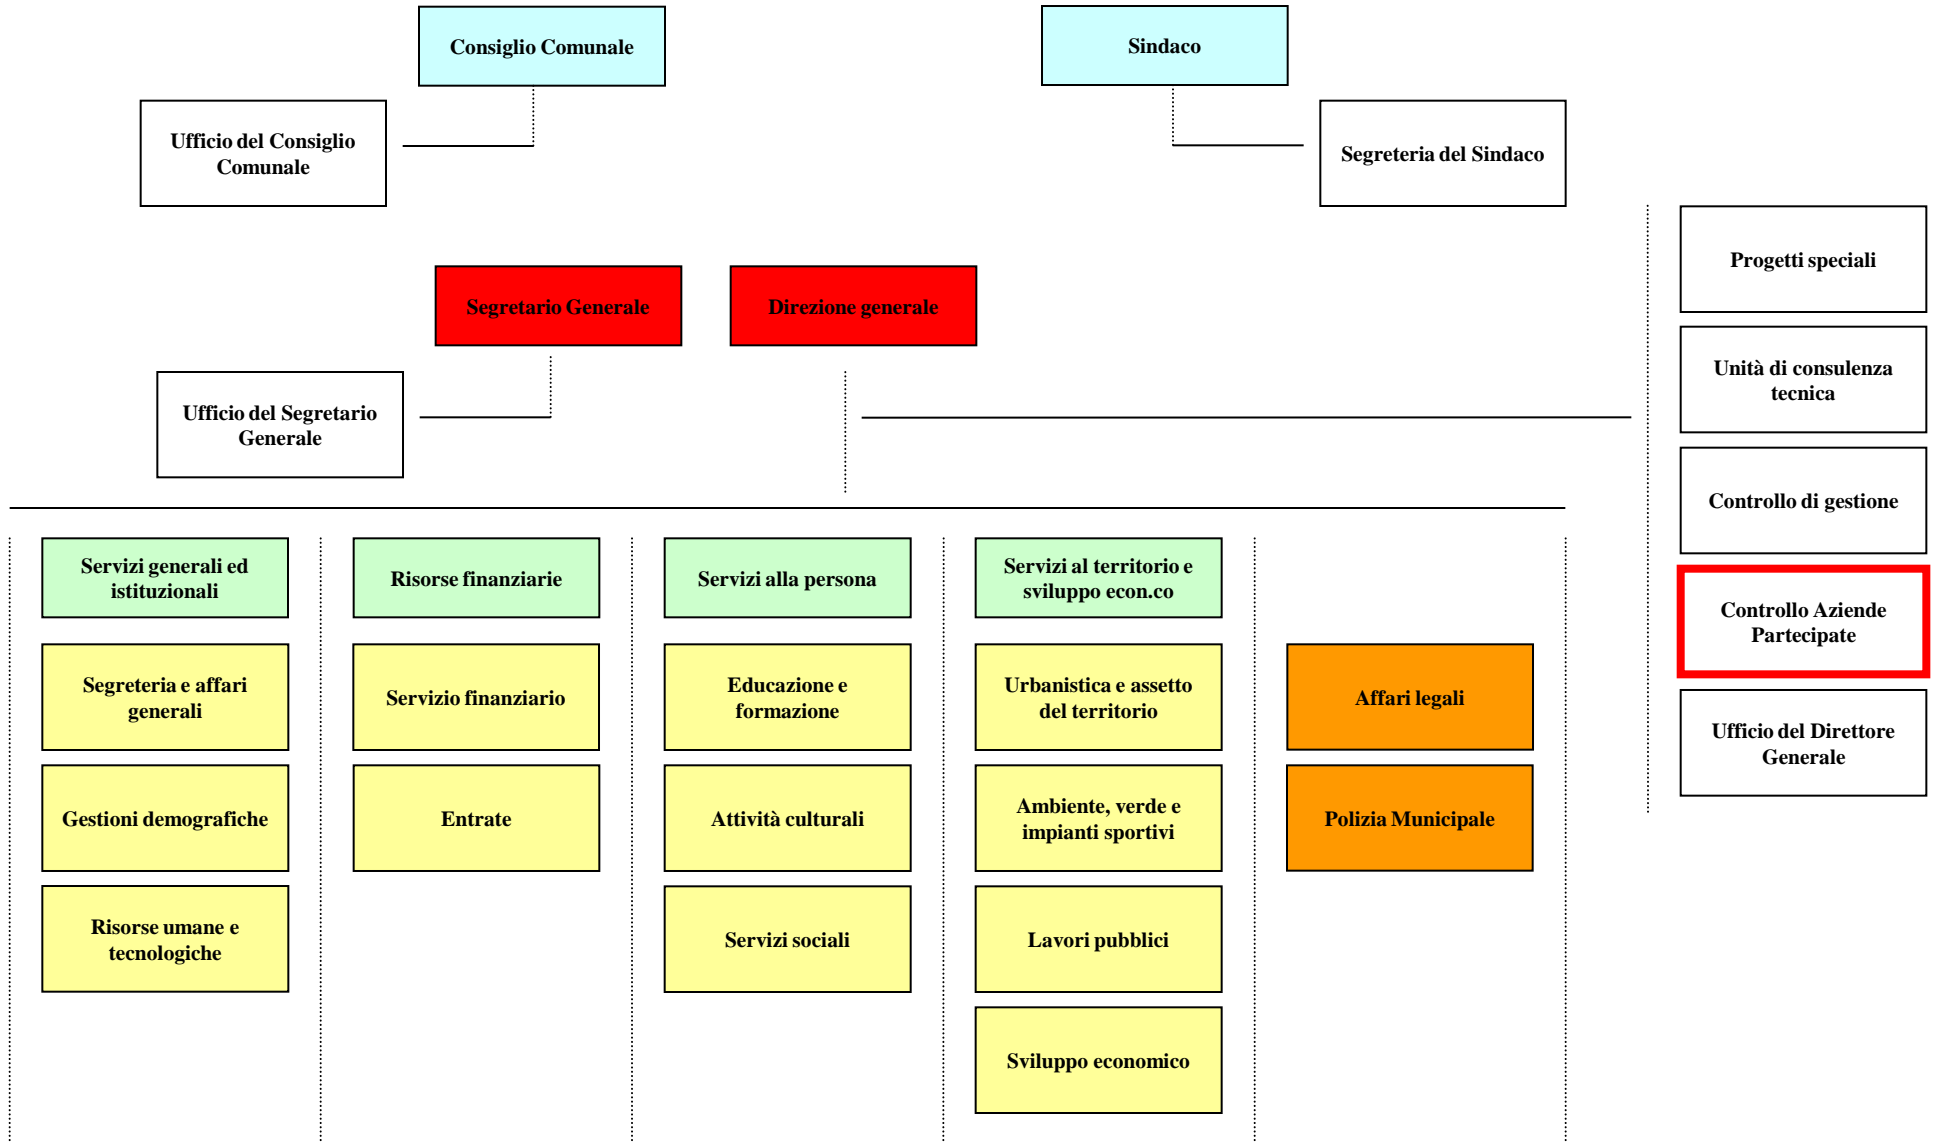 Consiglio Comunale
Sindaco
Ufficio del Consiglio
Comunale
Segreteria del Sindaco
Segretario Generale
Direzione generale
Ufficio del Segretario
Generale
Progetti speciali
Unità di consulenza
tecnica
Controllo di gestione
Controllo Aziende
Partecipate
Ufficio del Direttore
Generale
Servizi generali ed
istituzionali
Segreteria e affari
generali
Gestioni demografiche
Risorse umane e
tecnologiche
Risorse finanziarie
Servizio finanziario
Entrate
Servizi alla persona
Educazione e
formazione
Attività culturali
Servizi sociali
Servizi al territorio e
sviluppo econ.co
Urbanistica e assetto
del territorio
Ambiente, verde e
impianti sportivi
Lavori pubblici
Sviluppo economico
Affari legali
Polizia Municipale